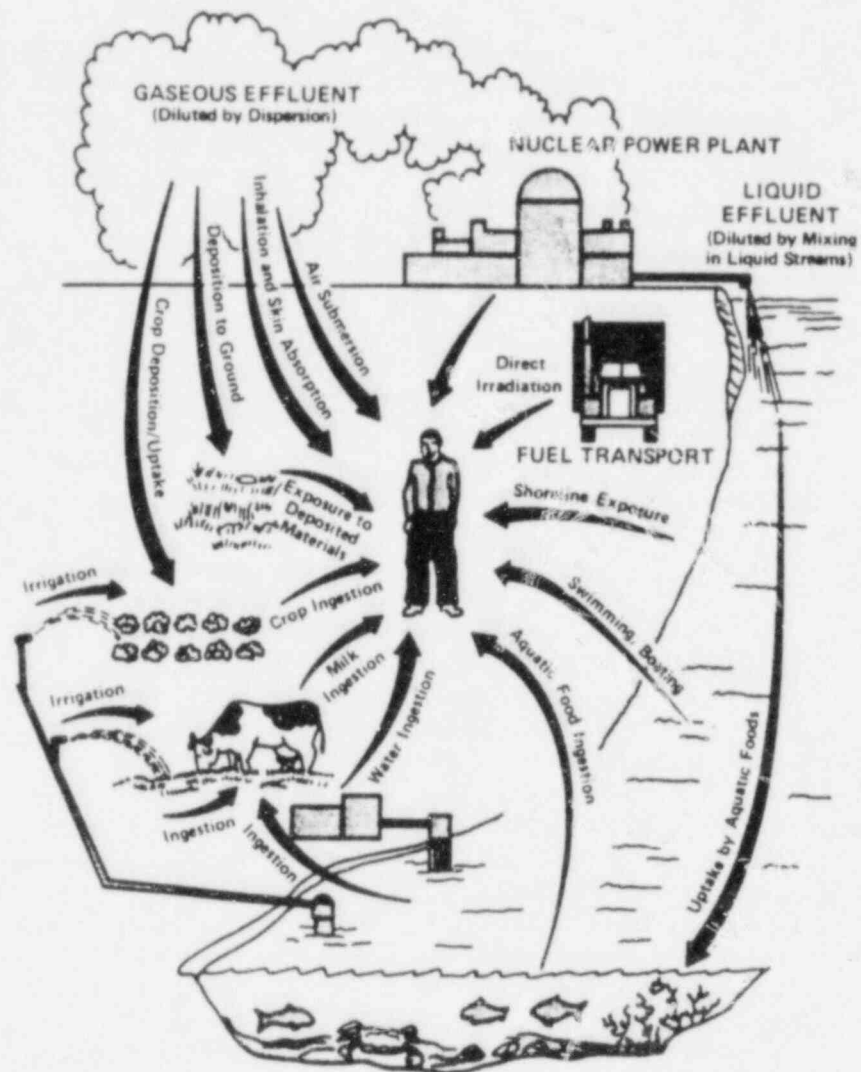 GASEOUS EFFLUENT
(Diluted by Dispersion)
NUCLEAR POWER PLANT
LIQUID
EFFLUENT
(Diluted by Mixing
in Liquid Streams)
Crop Deposition/Uptake
Deposition to Ground
Inhalation and Skin Absorption
Air Submersion
Direct
Irradiation
FUEL TRANSPORT
Exposure to
Deposited
Materials
Shoreline Exposure
Irrigation
Crop Ingestion
Swimming, Boating
Milk
Ingestion
Irrigation
Water Ingestion
Aquatic Food Ingestion
Uptake by Aquatic Foods
Ingestion
Ingestion